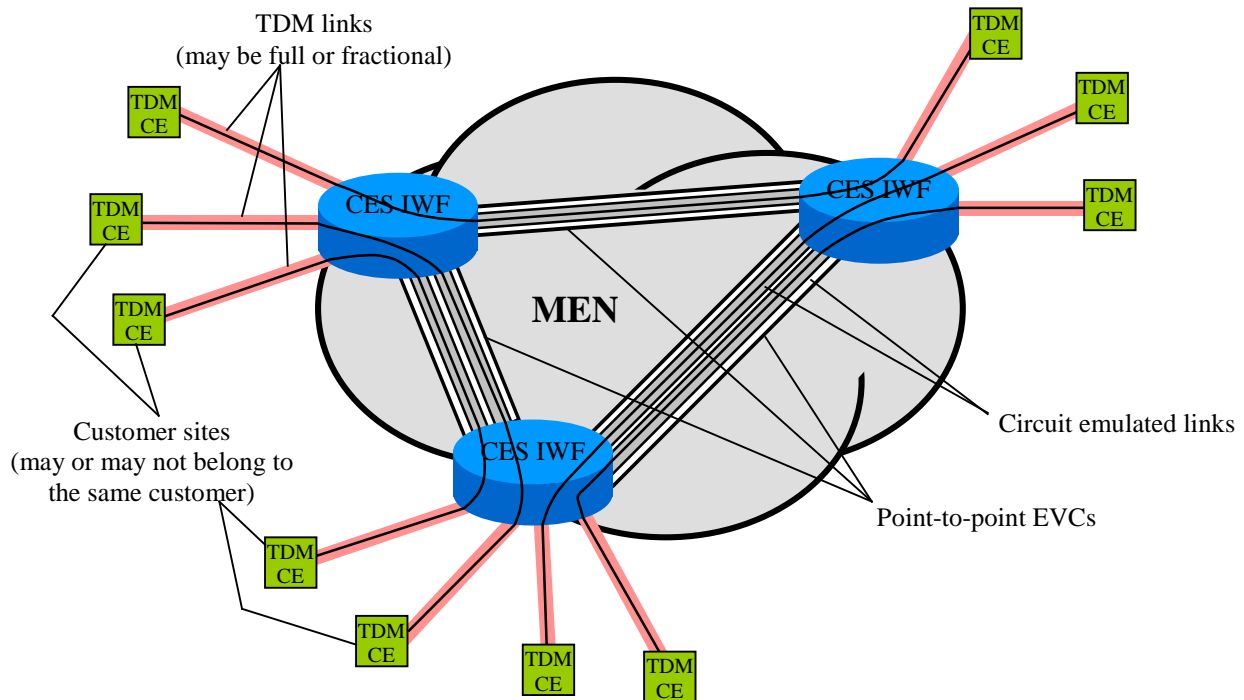 TDM links
(may be full or fractional)
TDM
CE
TDM
CE
TDM
CE
TDM
CE
TDM
CE
TDM
CE
CES IWF
CES IWF
MEN
CES IWF
Customer sites
(may or may not belong to
the same customer)
Circuit emulated links
Point-to-point EVCs
TDM
CE
TDM
CE
TDM
CE
TDM
CE